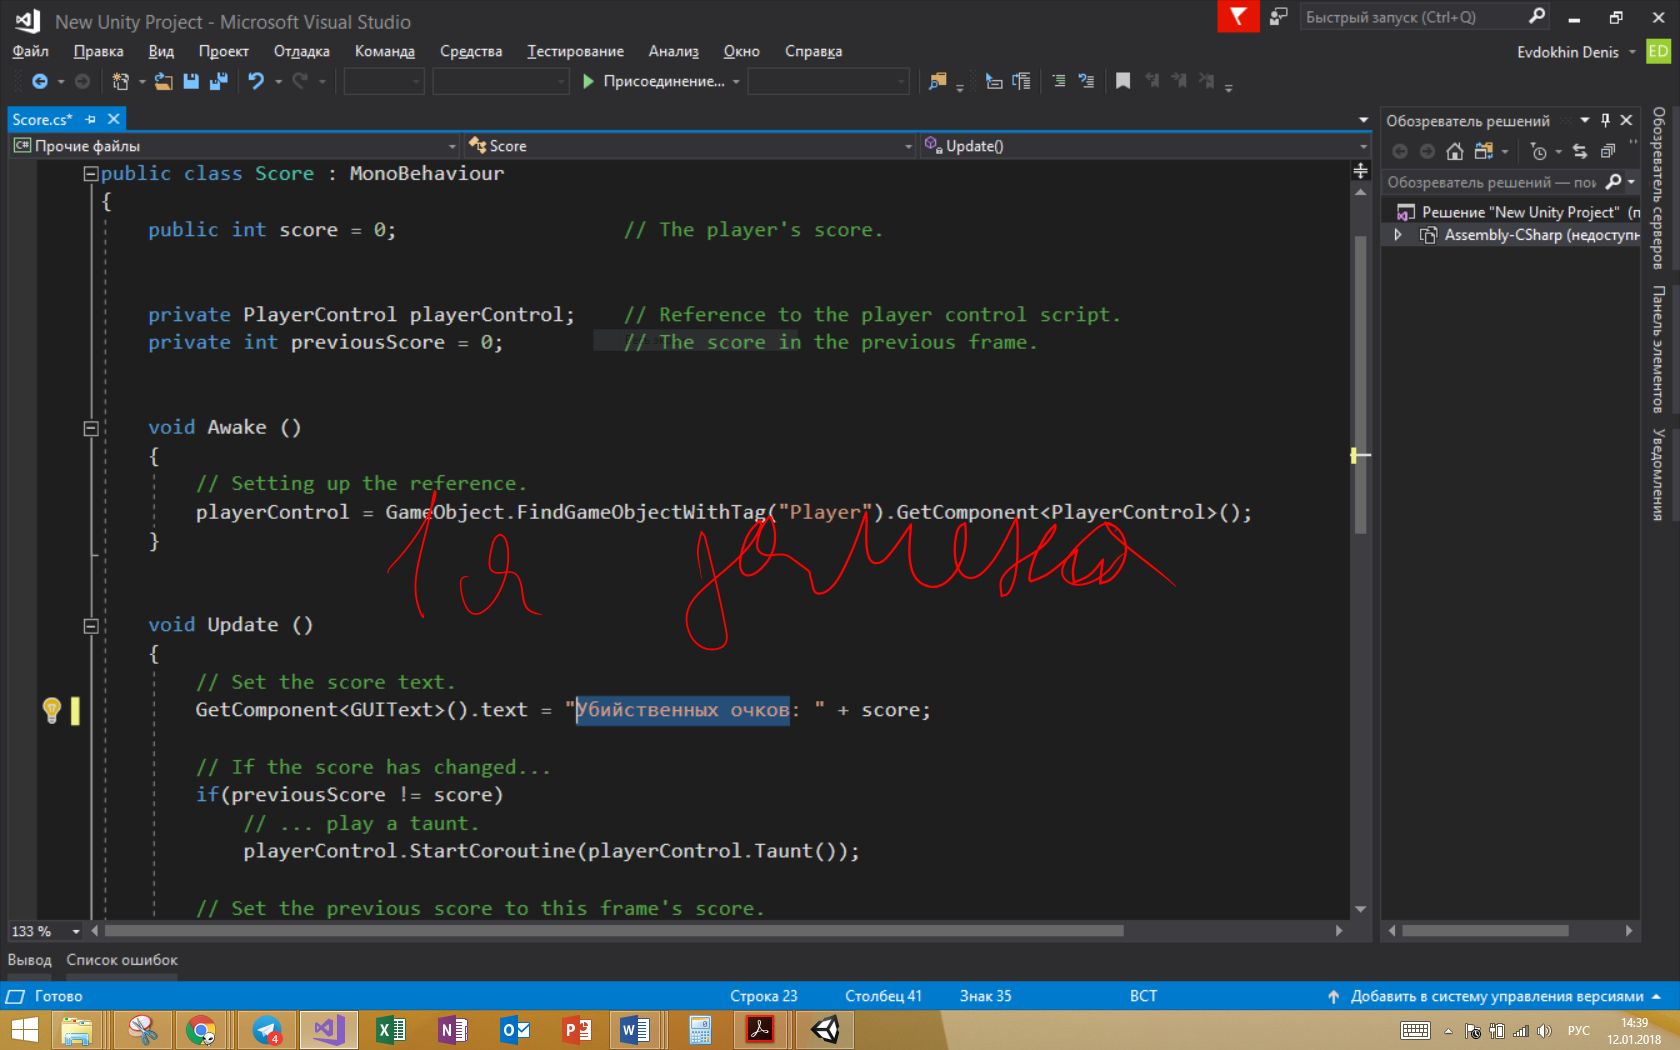 New Unity Project - Microsoft Visual Studio
Быстрый запуск (Ctrl+Q)
Файл Правка Вид Проект Отладка Команда Средства Тестирование Анализ Окно Справка
Evdokhin Denis ED
Присоединение...
Score.cs*
Прочие файлы Score Update()
public class Score : MonoBehaviour
{
public int score = 0; // The player's score.
private PlayerControl playerControl; // Reference to the player control script.
private int previousScore = 0; // The score in the previous frame.
void Awake ()
{
// Setting up the reference.
playerControl = GameObject.FindGameObjectWithTag("Player").GetComponent<PlayerControl>();
}
1я замена
void Update ()
{
// Set the score text.
GetComponent<GUIText>().text = "Убийственных очков: " + score;
// If the score has changed...
if(previousScore != score)
// ... play a taunt.
playerControl.StartCoroutine(playerControl.Taunt());
// Set the previous score to this frame's score.
133 %
Обозреватель решений
Обозреватель решений — пои
Решение "New Unity Project" (п
Assembly-CSharp (недоступн
Обозреватель серверов
Панель элементов
Уведомления
Вывод Список ошибок
Готово Строка 23 Столбец 41 Знак 35 ВСТ Добавить в систему управления версиями
4
РУС
14:39
12.01.2018